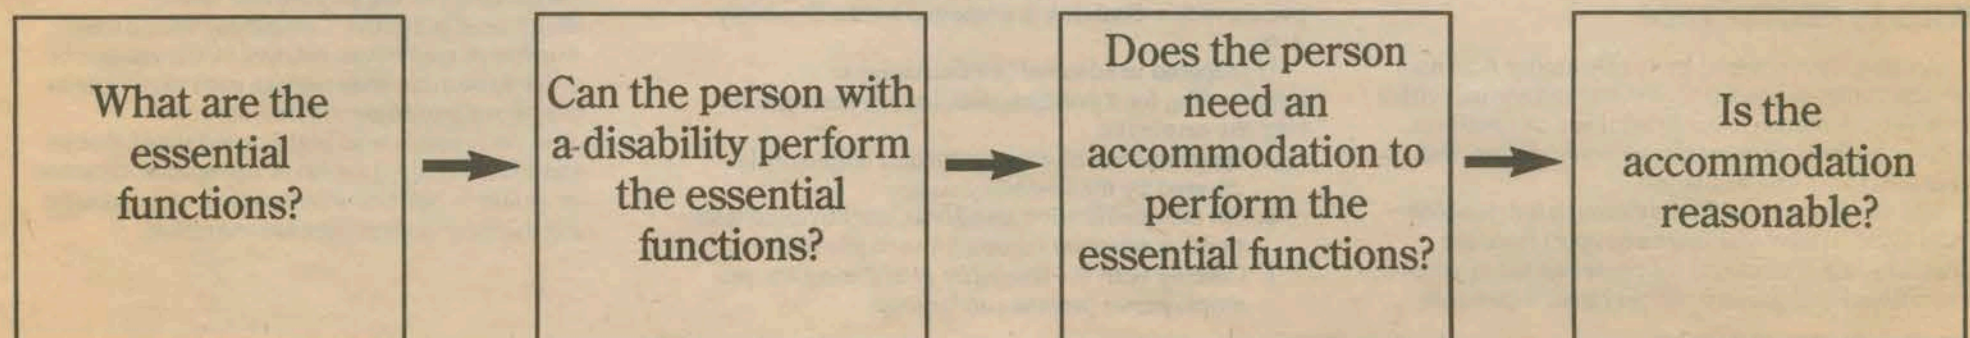 What are the
essential
functions?
Can the person with
a-disability perform
the essential
functions?
Does the person
need an
accommodation to
perform the
essential functions?
Is the
accommodation
reasonable?